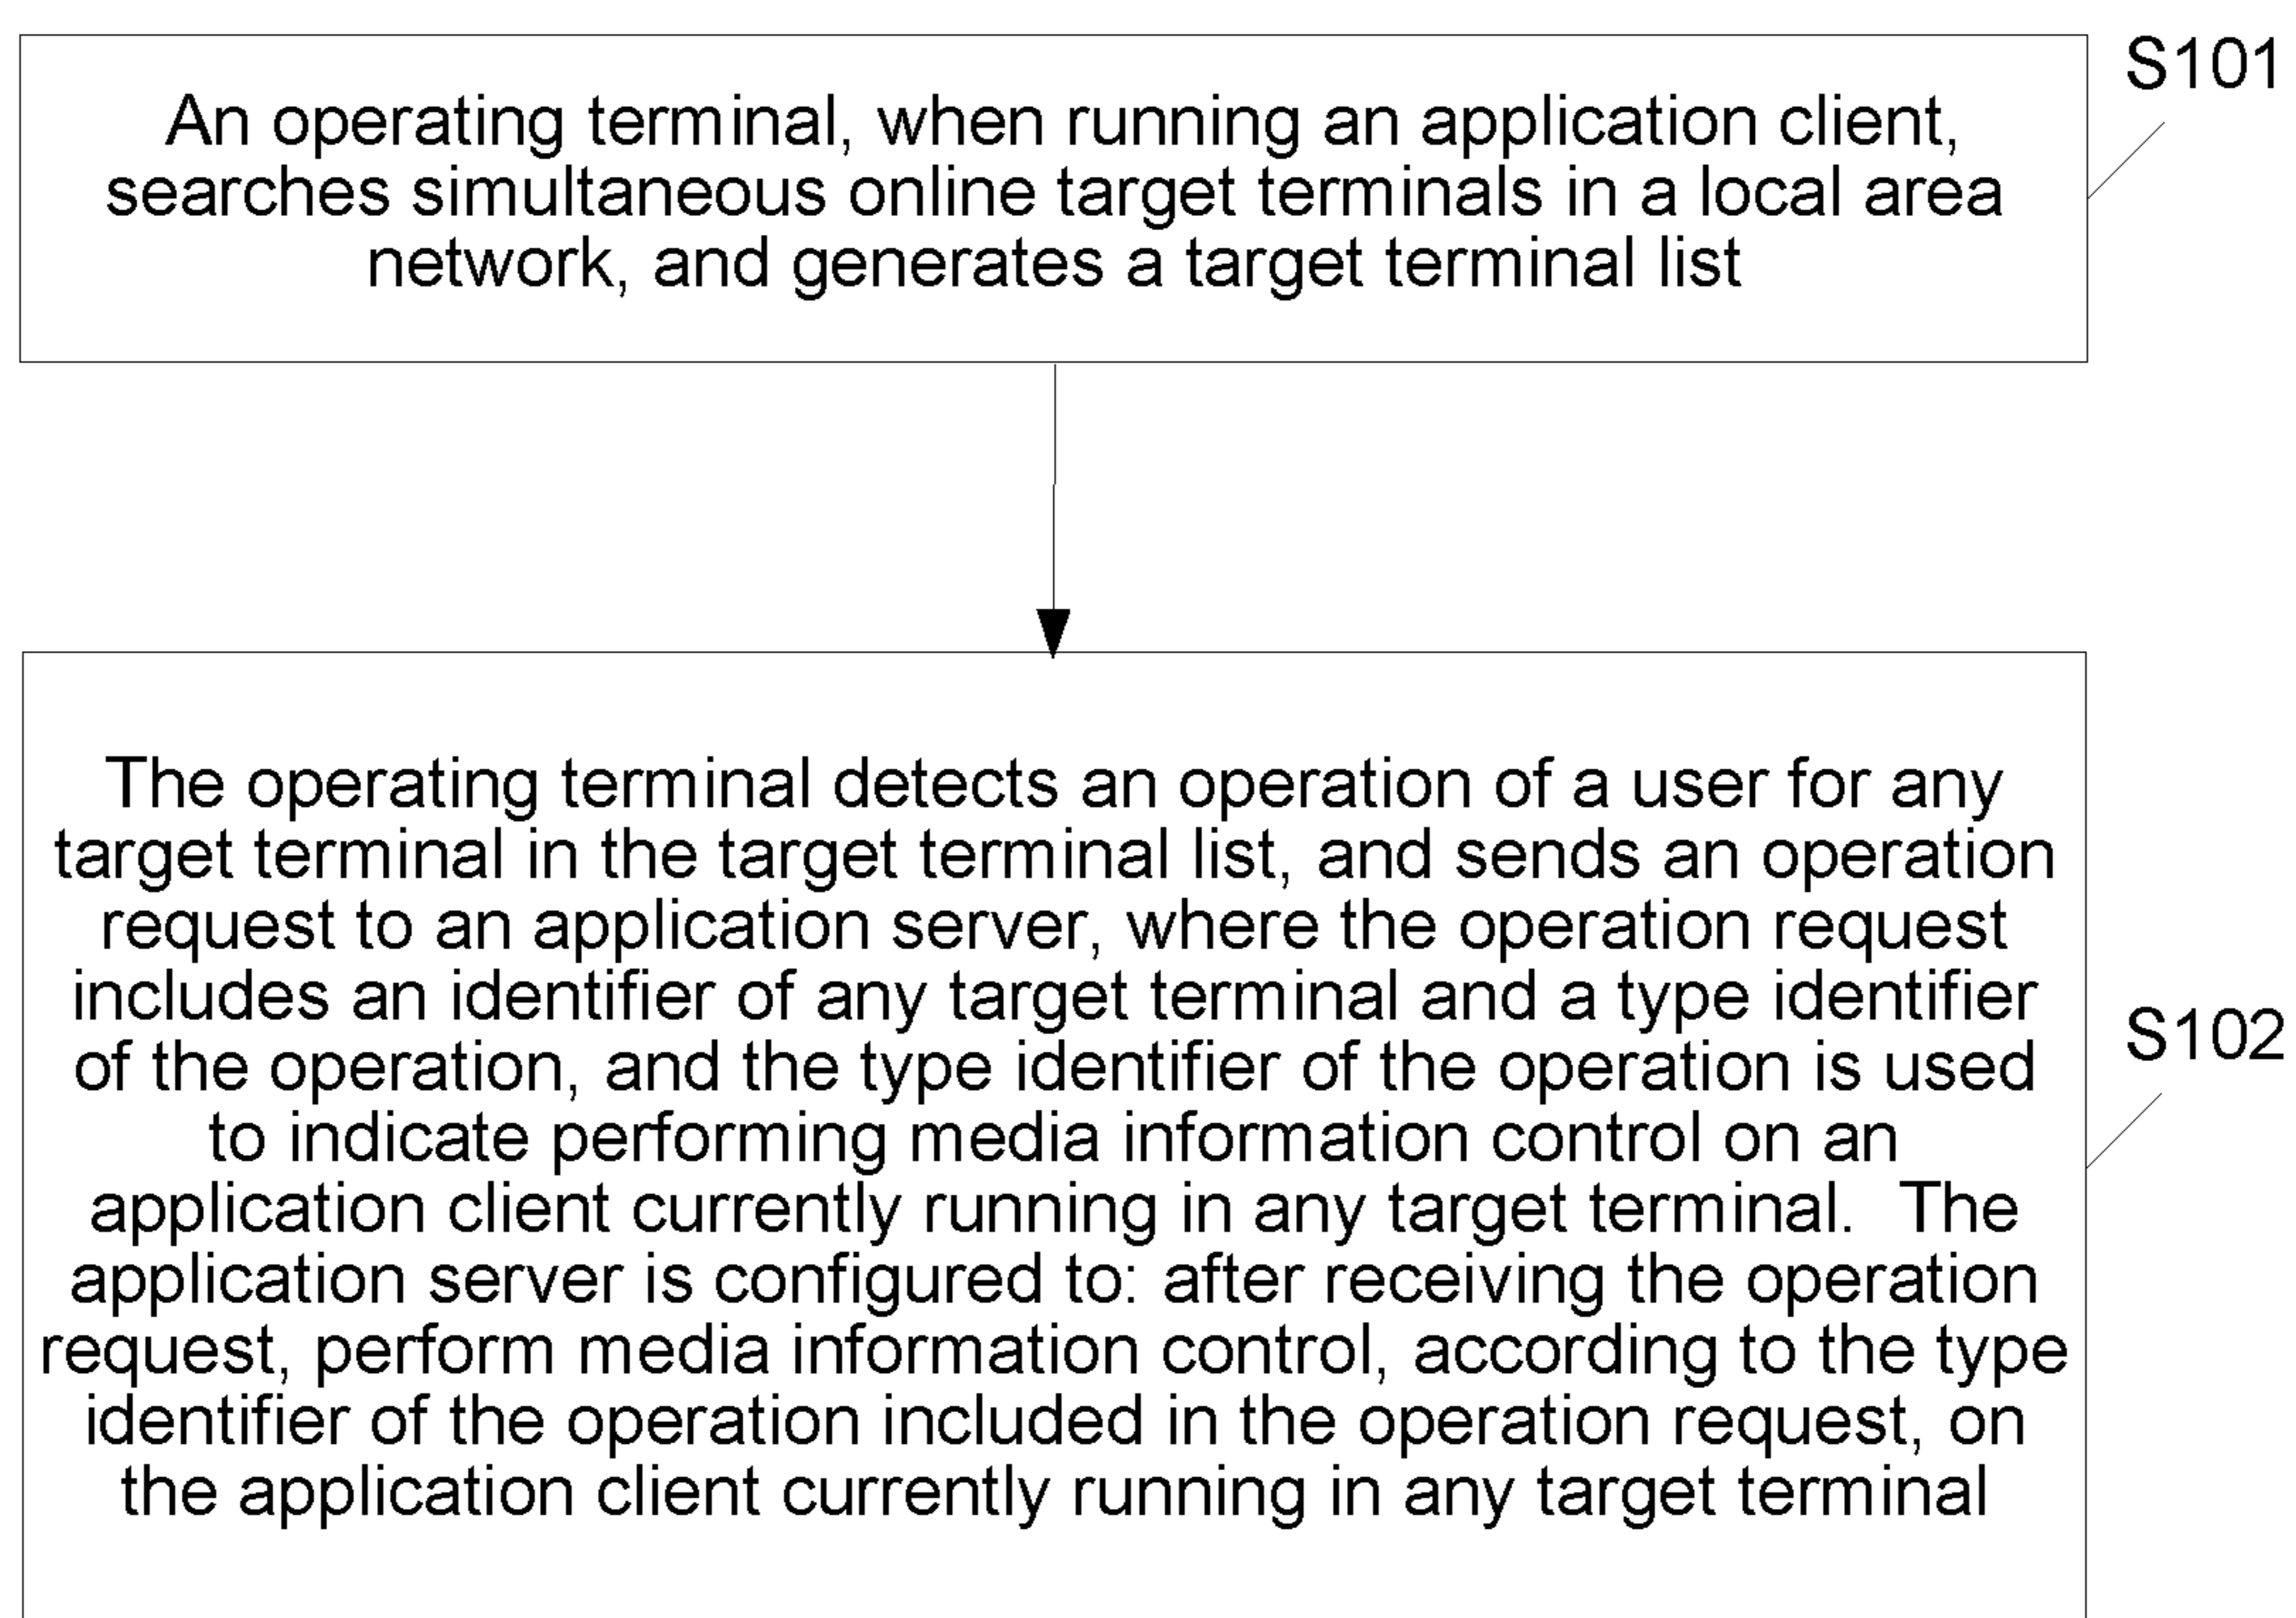 S101
An operating terminal, when running an application client,
searches simultaneous online target terminals in a local area
network, and generates a target terminal list
The operating terminal detects an operation of a user for any
target terminal in the target terminal list, and sends an operation
request to an application server, where the operation request
includes an identifier of any target terminal and a type identifier
of the operation, and the type identifier of the operation is used
to indicate performing media information control on an
application client currently running in any target terminal.  The
application server is configured to: after receiving the operation
request, perform media information control, according to the type
identifier of the operation included in the operation request, on
the application client currently running in any target terminal
S102